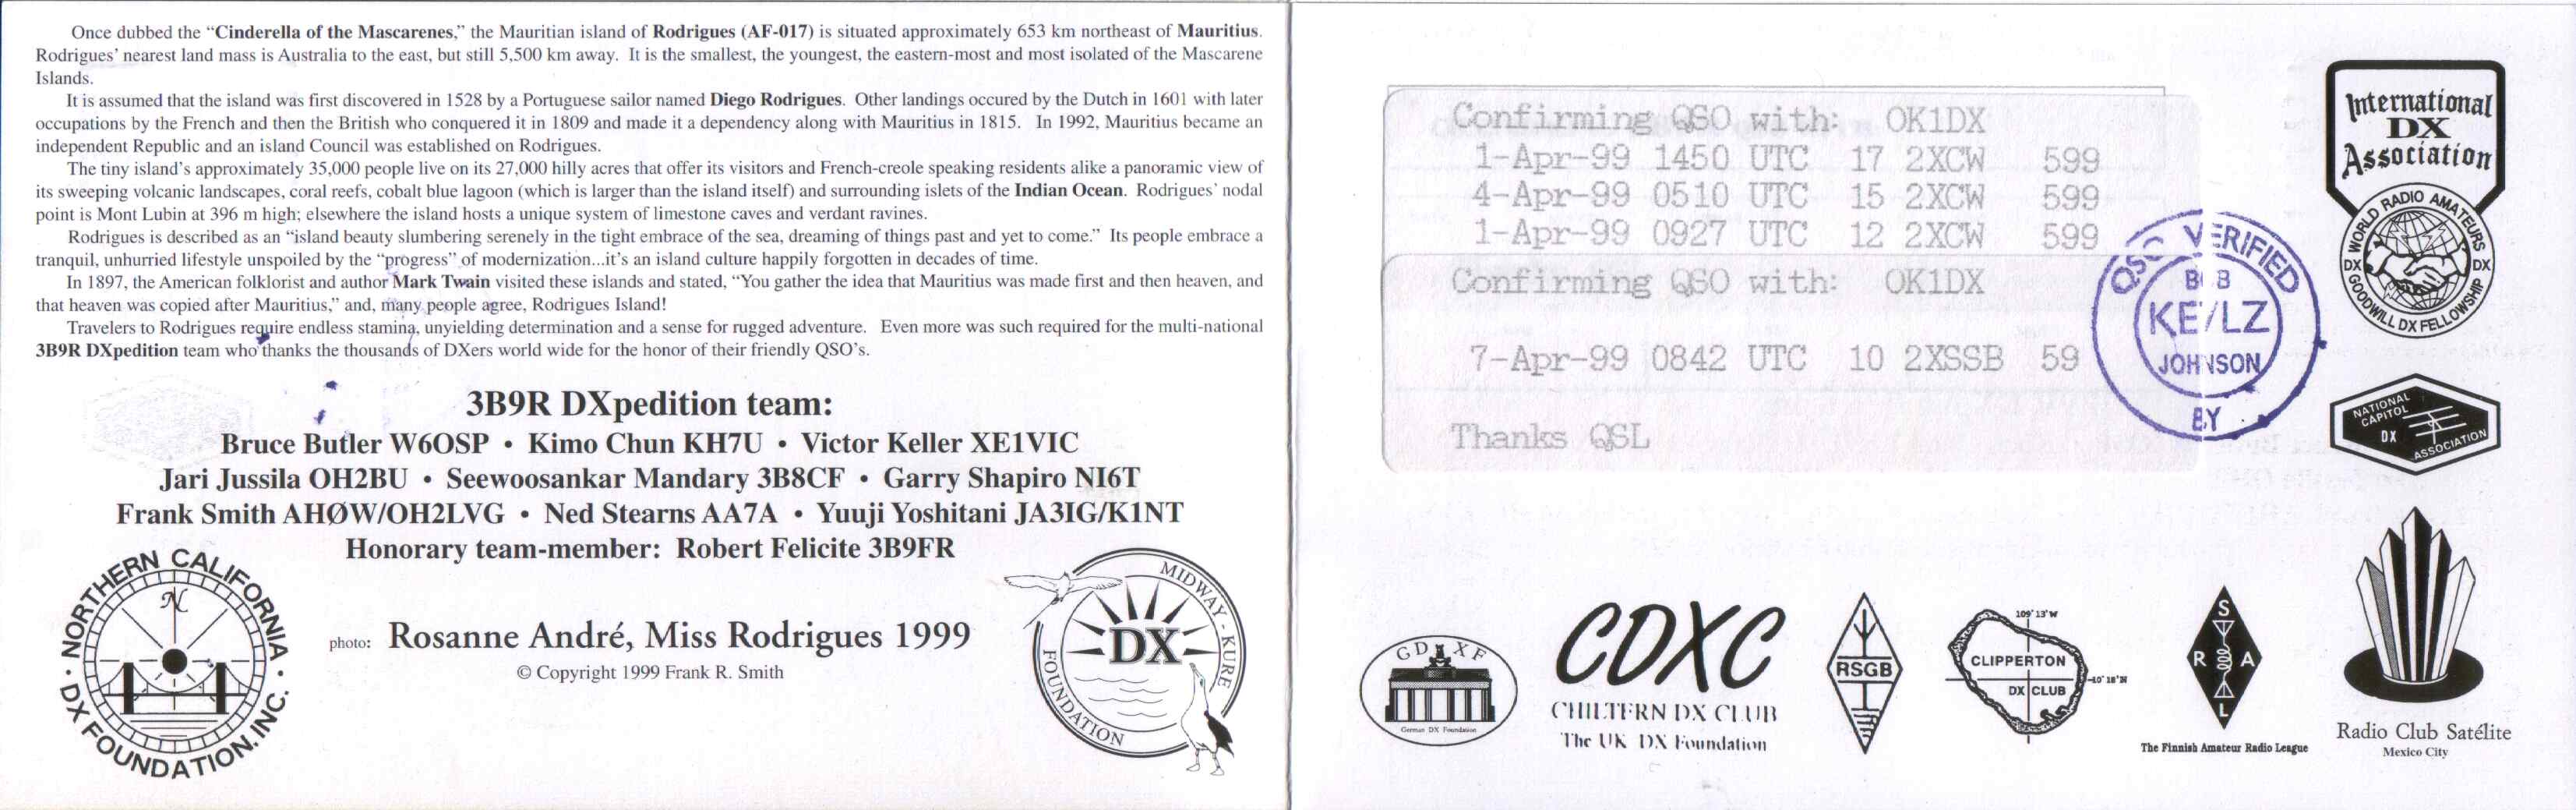 Once dubbed the “Cinderella of the Mascarenes,” the Mauritian island of Rodrigues (AF-017) is situated approximately 653 km northeast of Mauritius.
Rodrigues’ nearest land mass is Australia to the east, but still 5,500 km away. It is the smallest, the youngest, the eastern-most and most isolated of the Mascarene
Islands.
It is assumed that the island was first discovered in 1528 by a Portuguese sailor named Diego Rodrigues. Other landings occured by the Dutch in 1601 with later
occupations by the French and then the British who conquered it in 1809 and made it a dependency along with Mauritius in 1815. In 1992, Mauritius became an
independent Republic and an island Council was established on Rodrigues.
The tiny island’s approximately 35,000 people live on its 27,000 hilly acres that offer its visitors and French-creole speaking residents alike a panoramic view of
its sweeping volcanic landscapes, coral reefs, cobalt blue lagoon (which is larger than the island itself) and surrounding islets of the Indian Ocean. Rodrigues’ nodal
point is Mont Lubin at 396 m high; elsewhere the island hosts a unique system of limestone caves and verdant ravines.
Rodrigues is described as an “island beauty slumbering serenely in the tight embrace of the sea, dreaming of things past and yet to come.” Its people embrace a
tranquil, unhurried lifestyle unspoiled by the “progress” of modernization...it’s an island culture happily forgotten in decades of time.
In 1897, the American folklorist and author Mark Twain visited these islands and stated, “You gather the idea that Mauritius was made first and then heaven, and
that heaven was copied after Mauritius,” and, many people agree, Rodrigues Island!
Travelers to Rodrigues require endless stamina, unyielding determination and a sense for rugged adventure. Even more was such required for the multi-national
3B9R DXpedition team who thanks the thousands of DXers world wide for the honor of their friendly QSO’s.
3B9R DXpedition team:
Bruce Butler W6OSP • Kimo Chun KH7U • Victor Keller XE1VIC
Jari Jussila OH2BU • Seewoosankar Mandary 3B8CF • Garry Shapiro NI6T
Frank Smith AHØW/OH2LVG • Ned Stearns AA7A • Yuuji Yoshitani JA3IG/K1NT
Honorary team-member: Robert Felicite 3B9FR
photo: Rosanne André, Miss Rodrigues 1999
© Copyright 1999 Frank R. Smith
NORTHERN CALIFORNIA
DX FOUNDATION, INC.
N
MIDWAY - KURE
DX
FOUNDATION
Confirming QSO with: OK1DX
1-Apr-99 1450 UTC 17 2XCW 599
4-Apr-99 0510 UTC 15 2XCW 599
1-Apr-99 0927 UTC 12 2XCW 599
Confirming QSO with: OK1DX
7-Apr-99 0842 UTC 10 2XSSB 59
Thanks QSL
VERIFIED
JOHNSON
BY
International
DX
Association
WORLD RADIO AMATEURS
DX DX
GOODWILL DX FELLOWSHIP
NATIONAL
CAPITOL
DX
ASSOCIATION
GDXF
German DX Foundation
CDXC
CHILTERN DX CLUB
The UK DX Foundation
RSGB
109° 13' W
CLIPPERTON
DX CLUB
10° 18' N
S
R A
L
The Finnish Amateur Radio League
Radio Club Satélite
Mexico City